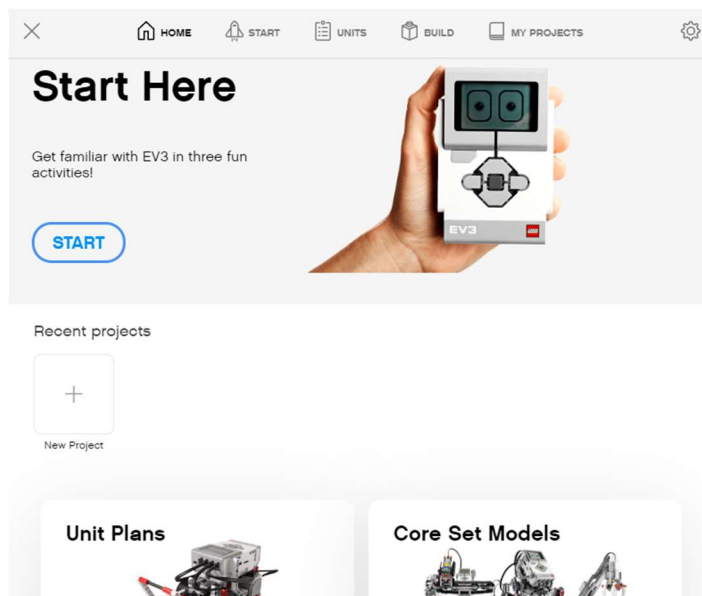 HOME START UNITS BUILD MY PROJECTS
Start Here
Get familiar with EV3 in three fun
activities!
START
EV3
LEGO
Recent projects
New Project
Unit Plans
Core Set Models